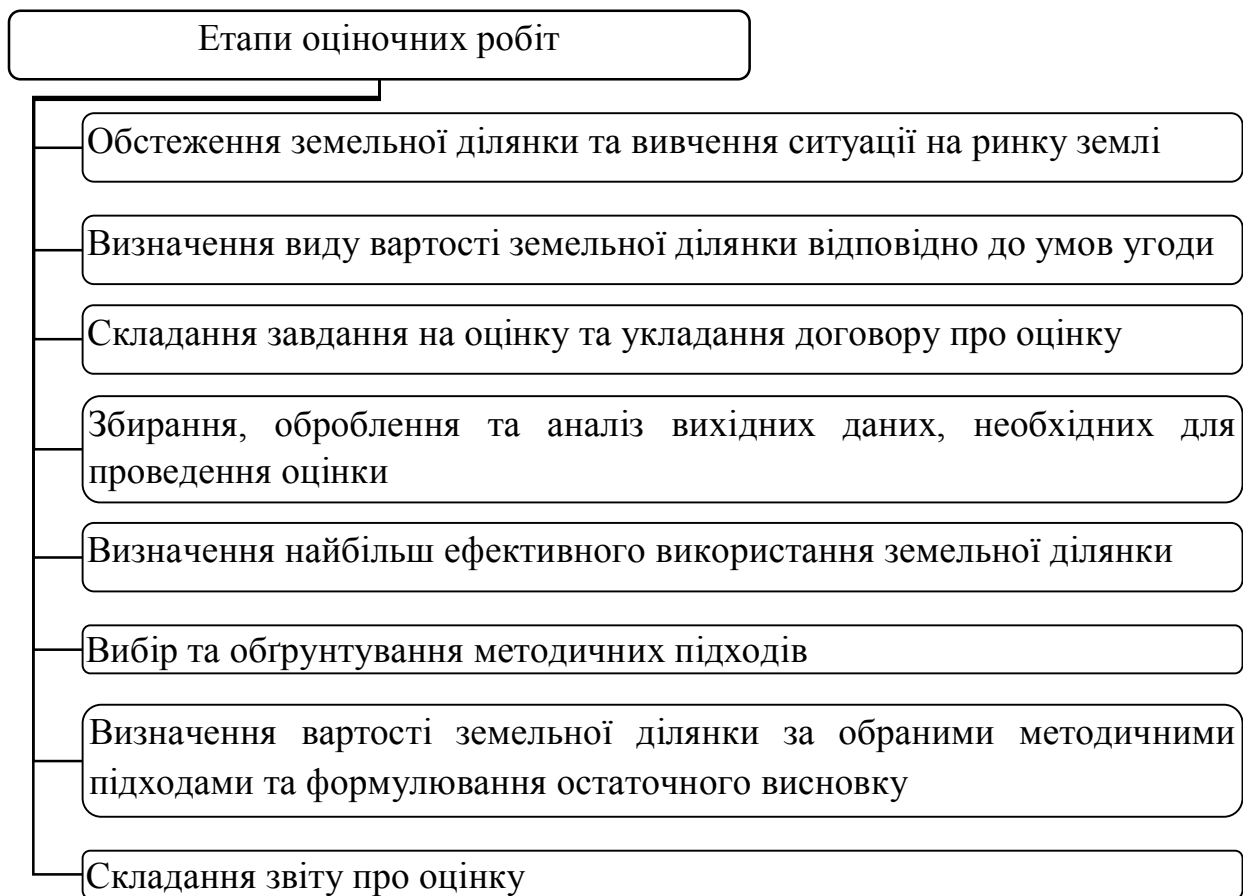 Етапи оціночних робіт
Обстеження земельної ділянки та вивчення ситуації на ринку землі
Визначення виду вартості земельної ділянки відповідно до умов угоди
Складання завдання на оцінку та укладання договору про оцінку
Збирання, оброблення та аналіз вихідних даних, необхідних для
проведення оцінки
Визначення найбільш ефективного використання земельної ділянки
Вибір та обґрунтування методичних підходів
Визначення вартості земельної ділянки за обраними методичними
підходами та формулювання остаточного висновку
Складання звіту про оцінку